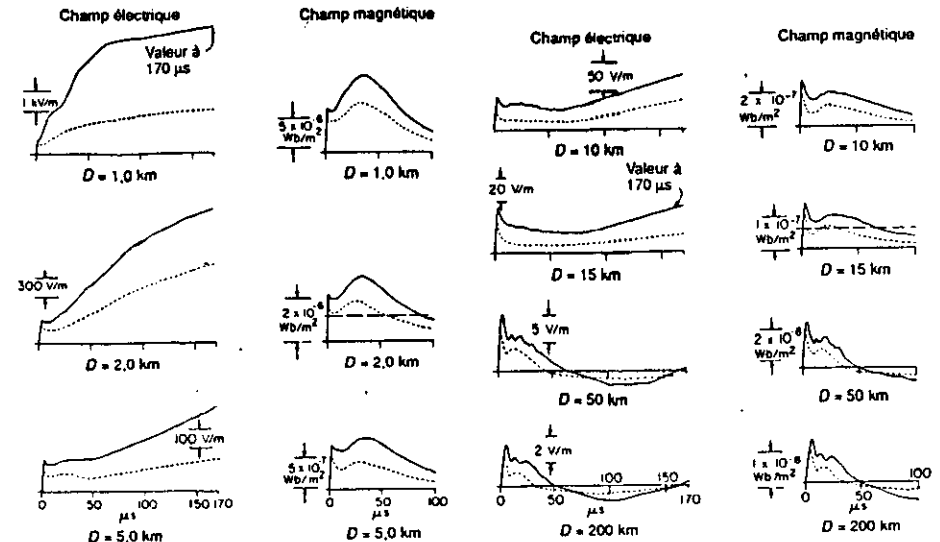 Champ électrique
Valeur à
170 μs
1 kV/m
D = 1,0 km
300 V/m
D = 2,0 km
100 V/m
0 50 100 150 170
μs
D = 5,0 km
Champ magnétique
5 x 10⁻⁶
Wb/m²
D = 1,0 km
2 x 10⁻⁶
Wb/m²
D = 2,0 km
5 x 10⁻⁷
Wb/m²
0 50 100
μs
D = 5,0 km
Champ électrique
50 V/m
D = 10 km
20 V/m
Valeur à
170 μs
D = 15 km
5 V/m
D = 50 km
2 V/m
0 50 100 150 170
μs
D = 200 km
Champ magnétique
2 x 10⁻⁷
Wb/m²
D = 10 km
1 x 10⁻⁷
Wb/m²
D = 15 km
2 x 10⁻⁸
Wb/m²
D = 50 km
1 x 10⁻⁸
Wb/m²
0 50 100
μs
D = 200 km